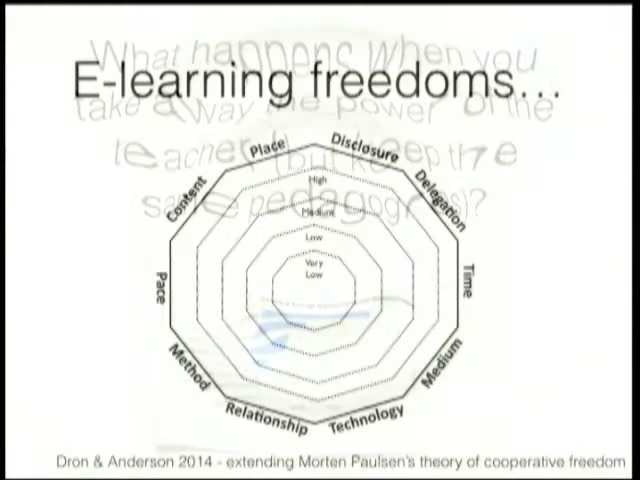 What happens when you
E-learning freedoms...
take away the power of the
teacher (but keep the
same pedagogies)?
Place
Disclosure
Content
Delegation
High
Medium
Low
Very
Low
Pace
Time
Method
Medium
Relationship
Technology
Dron & Anderson 2014 - extending Morten Paulsen's theory of cooperative freedom